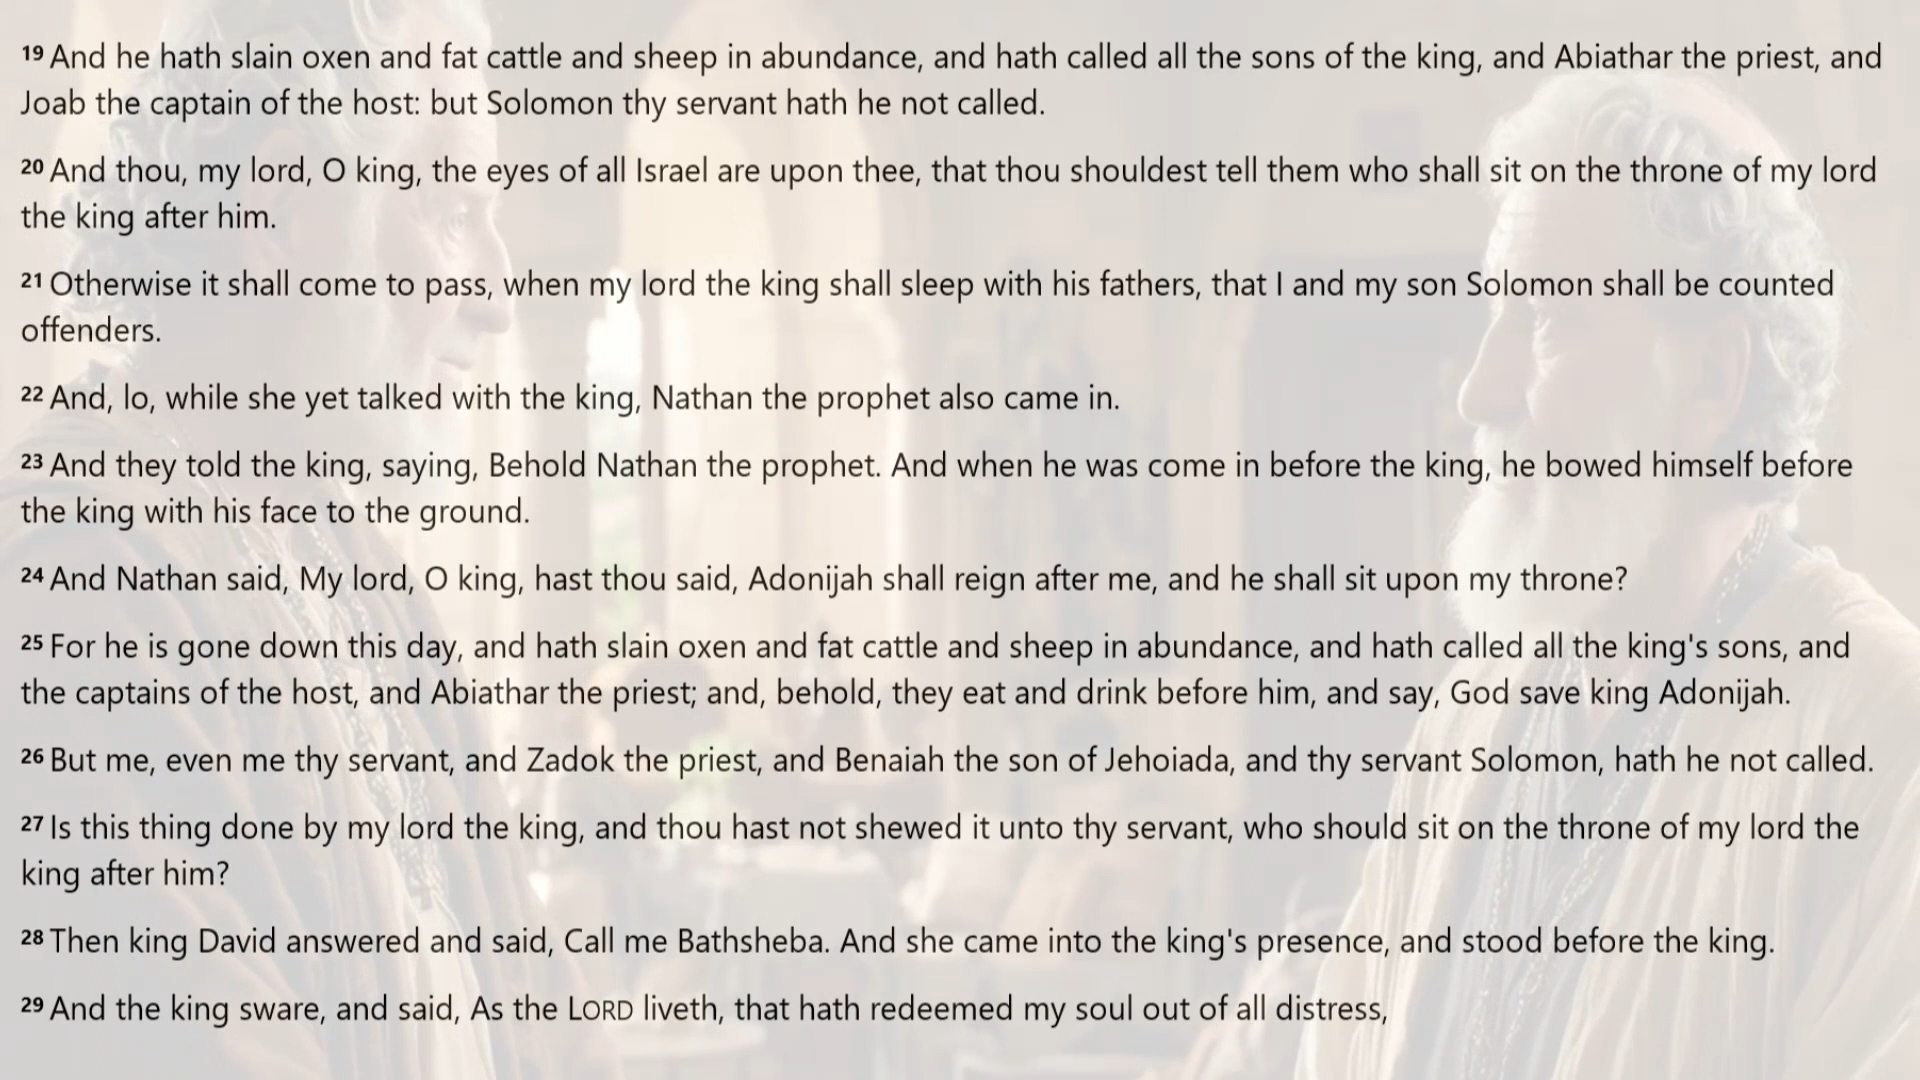 19 And he hath slain oxen and fat cattle and sheep in abundance, and hath called all the sons of the king, and Abiathar the priest, and
Joab the captain of the host: but Solomon thy servant hath he not called.
20 And thou, my lord, O king, the eyes of all Israel are upon thee, that thou shouldest tell them who shall sit on the throne of my lord
the king after him.
21 Otherwise it shall come to pass, when my lord the king shall sleep with his fathers, that I and my son Solomon shall be counted
offenders.
22 And, lo, while she yet talked with the king, Nathan the prophet also came in.
23 And they told the king, saying, Behold Nathan the prophet. And when he was come in before the king, he bowed himself before
the king with his face to the ground.
24 And Nathan said, My lord, O king, hast thou said, Adonijah shall reign after me, and he shall sit upon my throne?
25 For he is gone down this day, and hath slain oxen and fat cattle and sheep in abundance, and hath called all the king's sons, and
the captains of the host, and Abiathar the priest; and, behold, they eat and drink before him, and say, God save king Adonijah.
26 But me, even me thy servant, and Zadok the priest, and Benaiah the son of Jehoiada, and thy servant Solomon, hath he not called.
27 Is this thing done by my lord the king, and thou hast not shewed it unto thy servant, who should sit on the throne of my lord the
king after him?
28 Then king David answered and said, Call me Bathsheba. And she came into the king's presence, and stood before the king.
29 And the king sware, and said, As the LORD liveth, that hath redeemed my soul out of all distress,